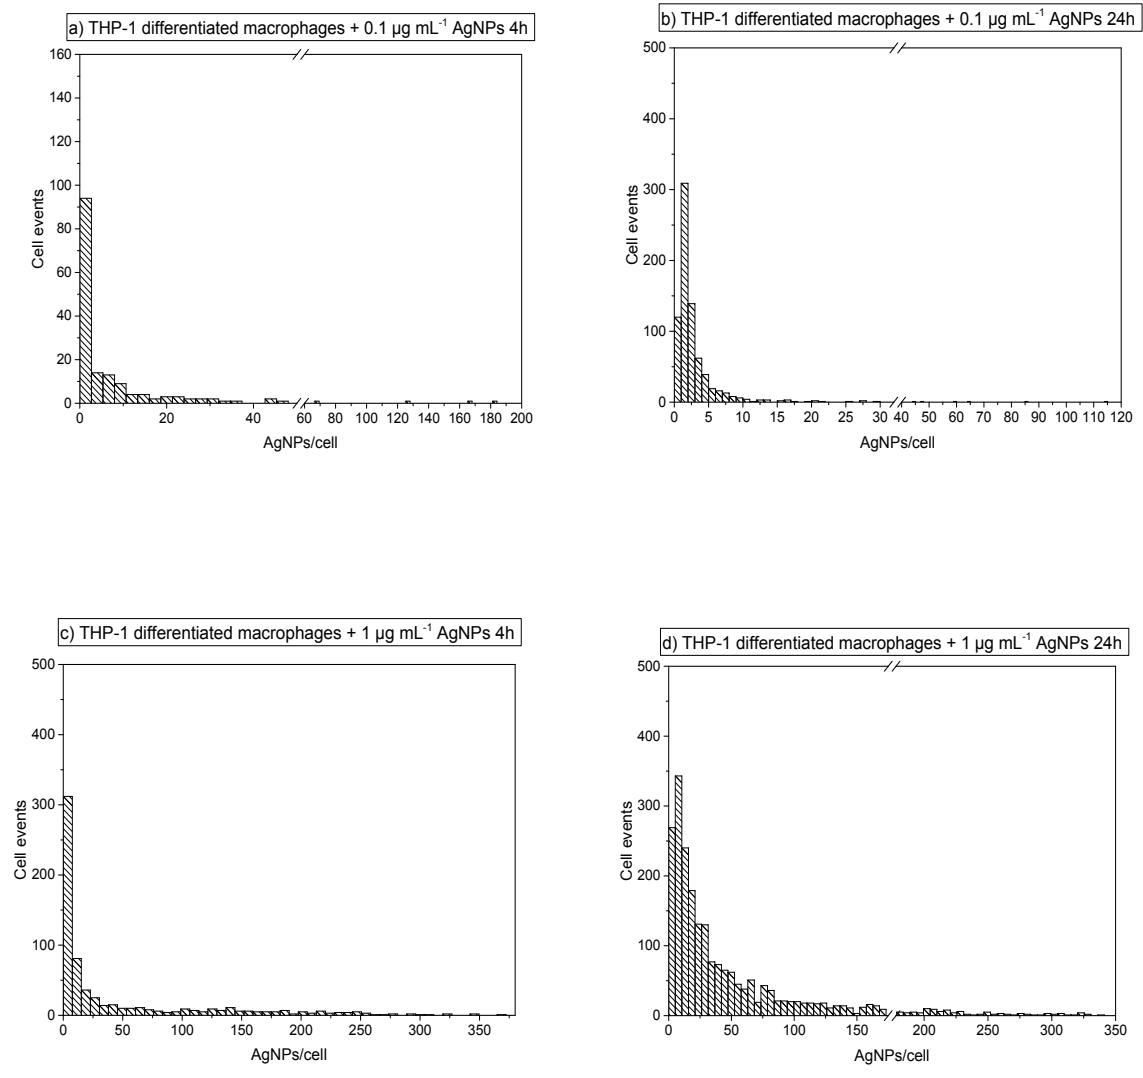 a) THP-1 differentiated macrophages + 0.1 µg mL⁻¹ AgNPs 4h
160
140
120
100
80
60
40
20
0
Cell events
0 20 40 60 80 100 120 140 160 180 200
AgNPs/cell
b) THP-1 differentiated macrophages + 0.1 µg mL⁻¹ AgNPs 24h
500
400
300
200
100
0
Cell events
0 5 10 15 20 25 30 40 50 60 70 80 90 100 110 120
AgNPs/cell
c) THP-1 differentiated macrophages + 1 µg mL⁻¹ AgNPs 4h
500
400
300
200
100
0
Cell events
0 50 100 150 200 250 300 350
AgNPs/cell
d) THP-1 differentiated macrophages + 1 µg mL⁻¹ AgNPs 24h
500
400
300
200
100
0
Cell events
0 50 100 150 200 250 300 350
AgNPs/cell